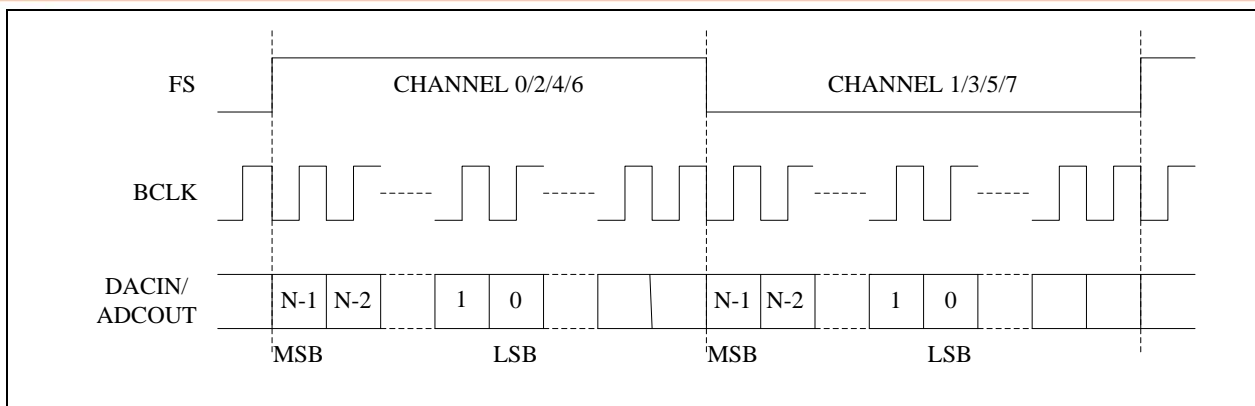 FS
CHANNEL 0/2/4/6
CHANNEL 1/3/5/7
BCLK
DACIN/
ADCOUT
N-1 N-2 1 0 N-1 N-2 1 0
MSB LSB MSB LSB